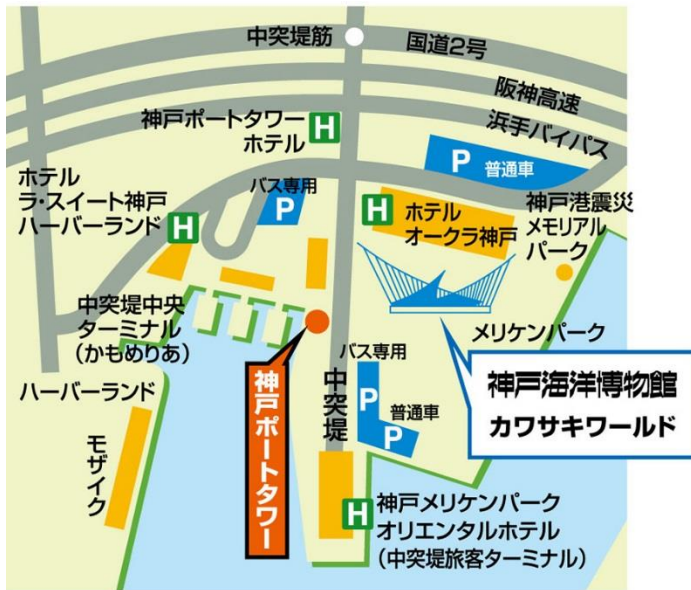 中突堤筋
国道2号
阪神高速
浜手バイパス
神戸ポートタワー
ホテル
H
P 普通車
バス専用
P
ホテル
ラ・スイート神戸
ハーバーランド
H
H
ホテル
オークラ神戸
神戸港震災
メモリアル
パーク
中突堤中央
ターミナル
(かもめりあ)
メリケンパーク
神戸海洋博物館
カワサキワールド
バス専用
P
普通車
P
中突堤
神戸ポートタワー
ハーバーランド
モザイク
H
神戸メリケンパーク
オリエンタルホテル
(中突堤旅客ターミナル)